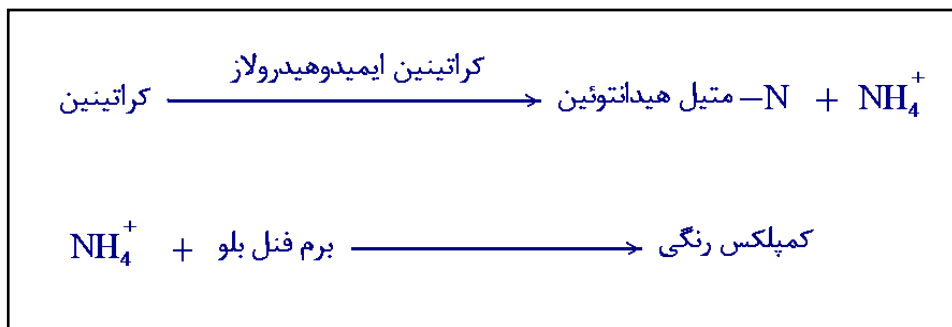 کراتینین ایمیدوهیدرولاز
کراتینین ⟶ متیل هیدانتوئین –N + NH₄⁺
NH₄⁺ + برم فنل بلو ⟶ کمپلکس رنگی